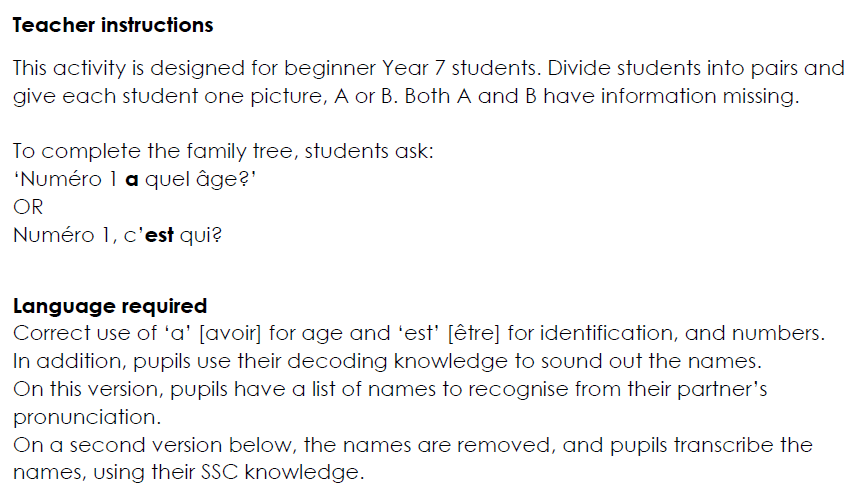 Teacher instructions
This activity is designed for beginner Year 7 students. Divide students into pairs and
give each student one picture, A or B. Both A and B have information missing.
To complete the family tree, students ask:
‘Numéro 1 a quel âge?’
OR
Numéro 1, c’est qui?
Language required
Correct use of ‘a’ [avoir] for age and ‘est’ [être] for identification, and numbers.
In addition, pupils use their decoding knowledge to sound out the names.
On this version, pupils have a list of names to recognise from their partner’s
pronunciation.
On a second version below, the names are removed, and pupils transcribe the
names, using their SSC knowledge.